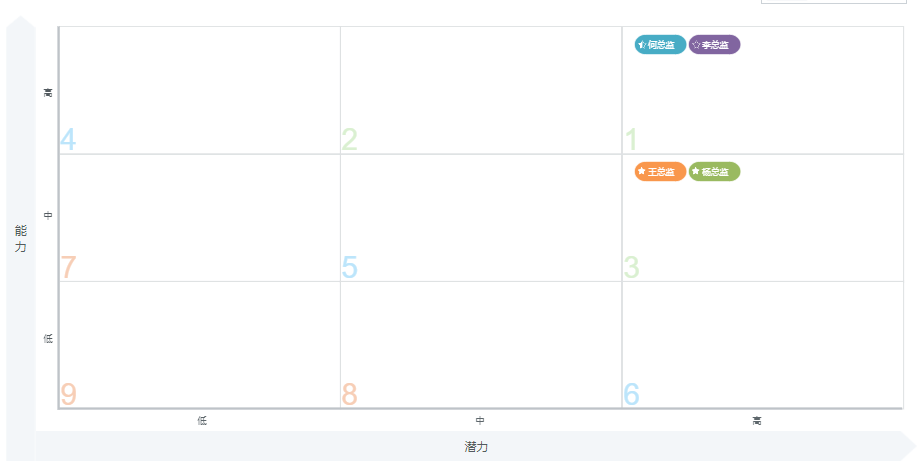 何总监 李总监
高
4 2 1
王总监 杨总监
中
能力
7 5 3
低
9 8 6
低 中 高
潜力